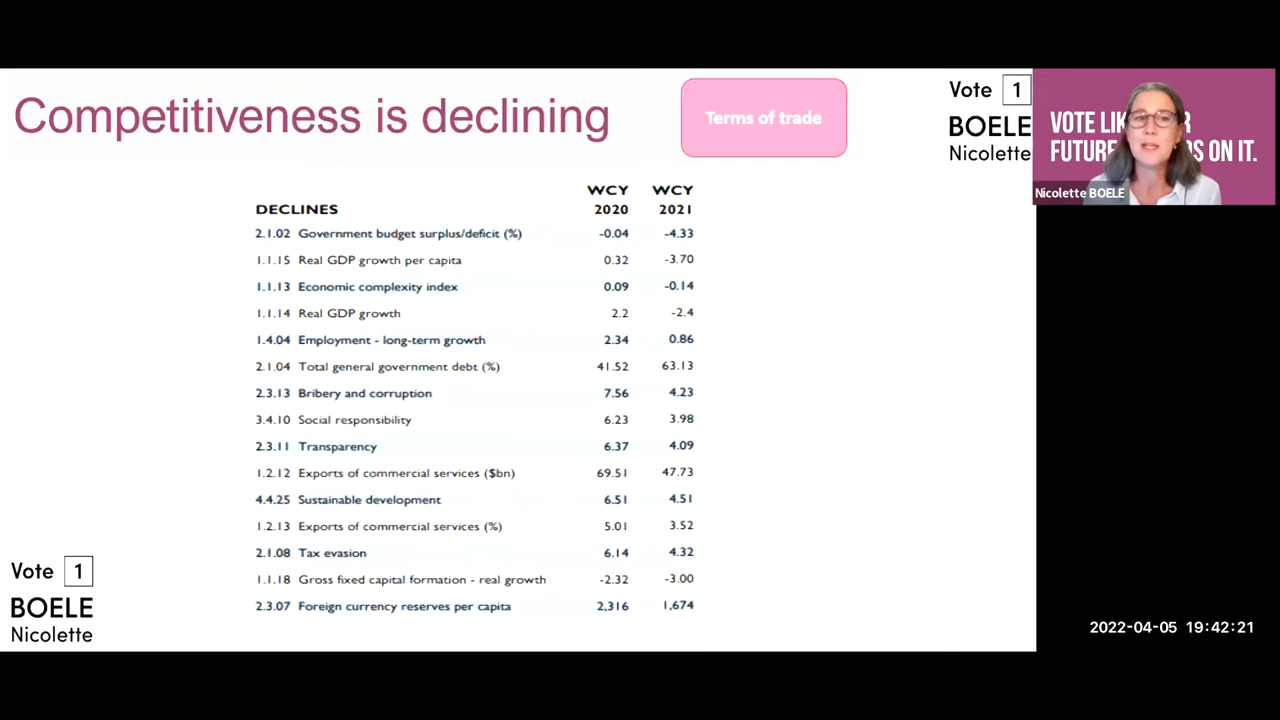 Competitiveness is declining
Terms of trade
Vote 1
BOELE
Nicolette
VOTE LIK R
FUTURE S ON IT.
Nicolette BOELE
WCY WCY
DECLINES 2020 2021
2.1.02 Government budget surplus/deficit (%) -0.04 -4.33
1.1.15 Real GDP growth per capita 0.32 -3.70
1.1.13 Economic complexity index 0.09 -0.14
1.1.14 Real GDP growth 2.2 -2.4
1.4.04 Employment - long-term growth 2.34 0.86
2.1.04 Total general government debt (%) 41.52 63.13
2.3.13 Bribery and corruption 7.56 4.23
3.4.10 Social responsibility 6.23 3.98
2.3.11 Transparency 6.37 4.09
1.2.12 Exports of commercial services ($bn) 69.51 47.73
4.4.25 Sustainable development 6.51 4.51
1.2.13 Exports of commercial services (%) 5.01 3.52
2.1.08 Tax evasion 6.14 4.32
1.1.18 Gross fixed capital formation - real growth -2.32 -3.00
2.3.07 Foreign currency reserves per capita 2,316 1,674
Vote 1
BOELE
Nicolette
2022-04-05 19:42:21